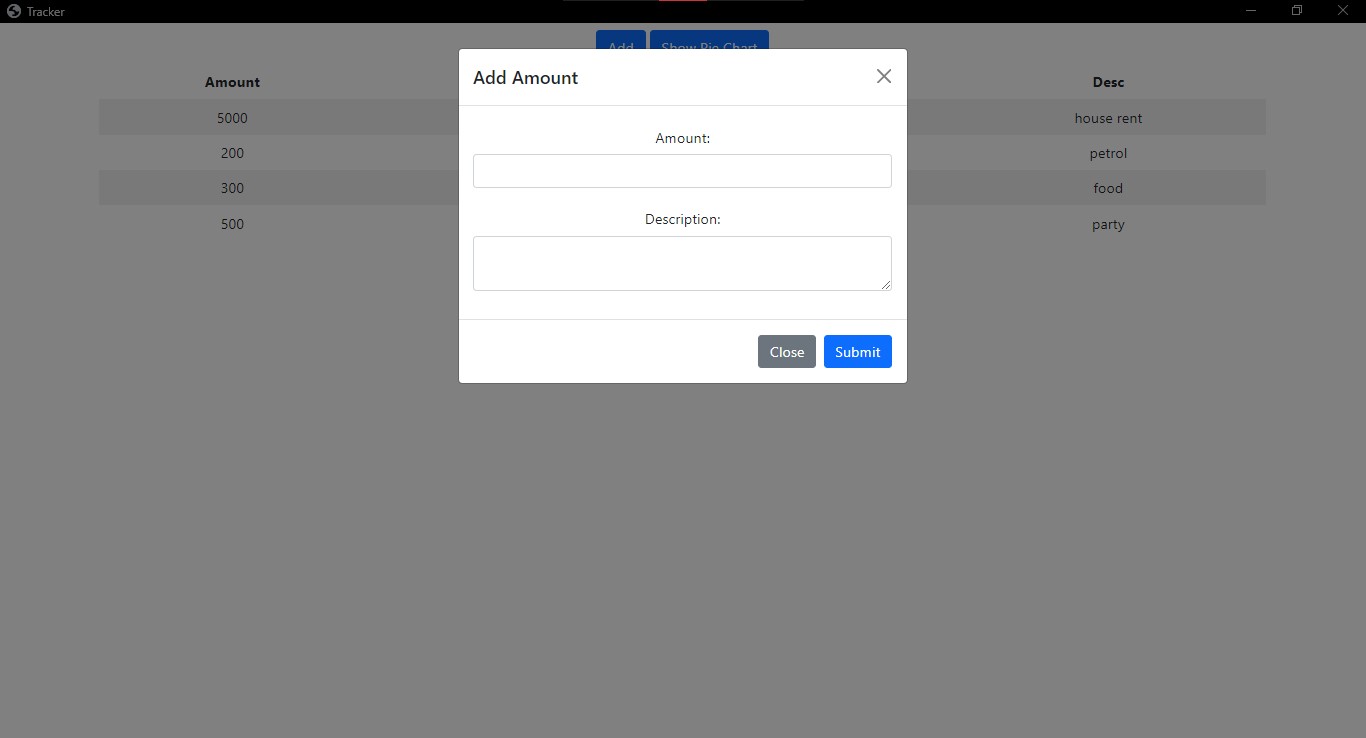 Tracker
Add Show Pie Chart
Add Amount
Amount Desc
5000 house rent
Amount:
200 petrol
300 food
Description:
500 party
Close Submit